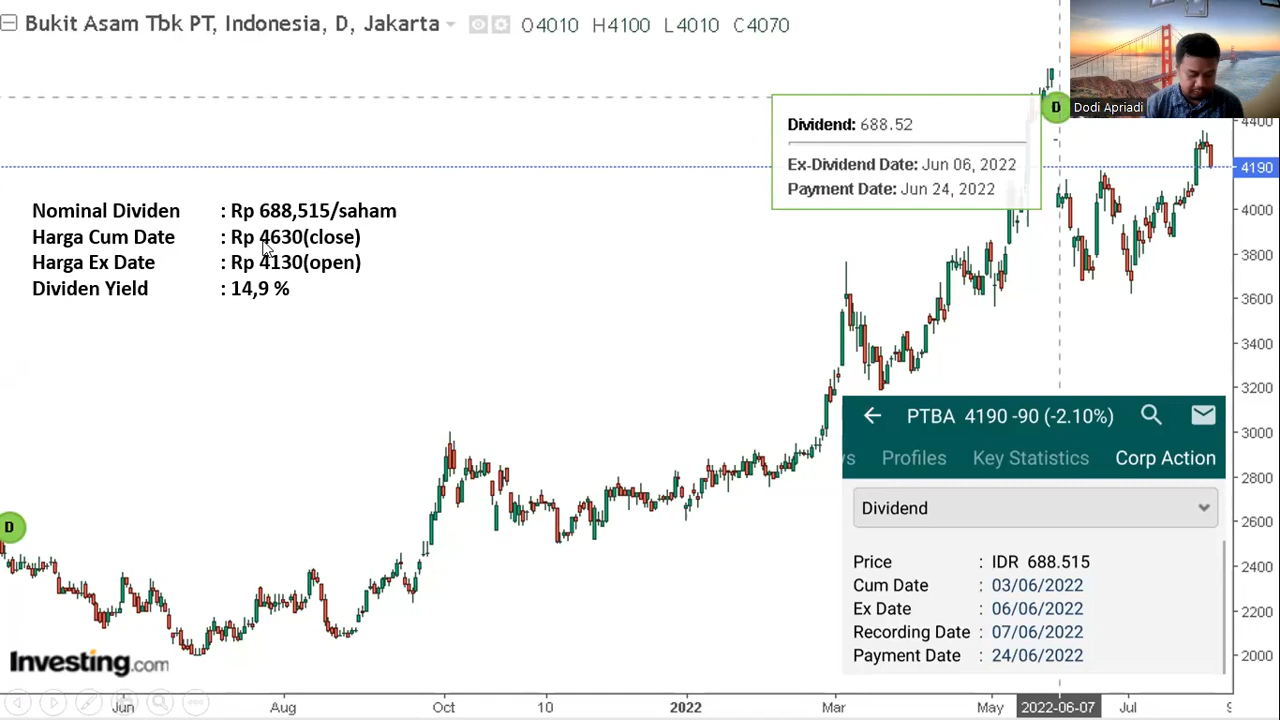 Bukit Asam Tbk PT, Indonesia, D, Jakarta
O4010 H4100 L4010 C4070
Dodi Apriadi
D
Dividend: 688.52
Ex-Dividend Date: Jun 06, 2022
Payment Date: Jun 24, 2022
4400
4190
4000
3800
3600
3400
3200
3000
2800
2600
2400
2200
2000
Nominal Dividen : Rp 688,515/saham
Harga Cum Date : Rp 4630(close)
Harga Ex Date : Rp 4130(open)
Dividen Yield : 14,9 %
PTBA 4190 -90 (-2.10%)
s Profiles Key Statistics Corp Action
Dividend
Price : IDR 688.515
Cum Date : 03/06/2022
Ex Date : 06/06/2022
Recording Date : 07/06/2022
Payment Date : 24/06/2022
D
Investing.com
Jun Aug Oct 10 2022 Mar May 2022-06-07 Jul 9